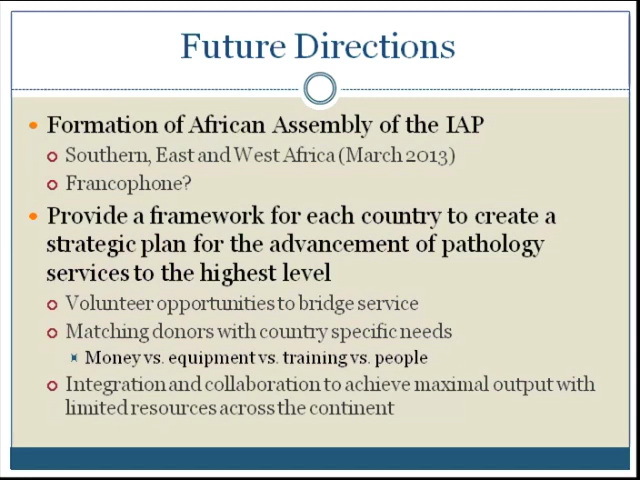 Future Directions
Formation of African Assembly of the IAP
Southern, East and West Africa (March 2013)
Francophone?
Provide a framework for each country to create a
strategic plan for the advancement of pathology
services to the highest level
Volunteer opportunities to bridge service
Matching donors with country specific needs
Money vs. equipment vs. training vs. people
Integration and collaboration to achieve maximal output with
limited resources across the continent